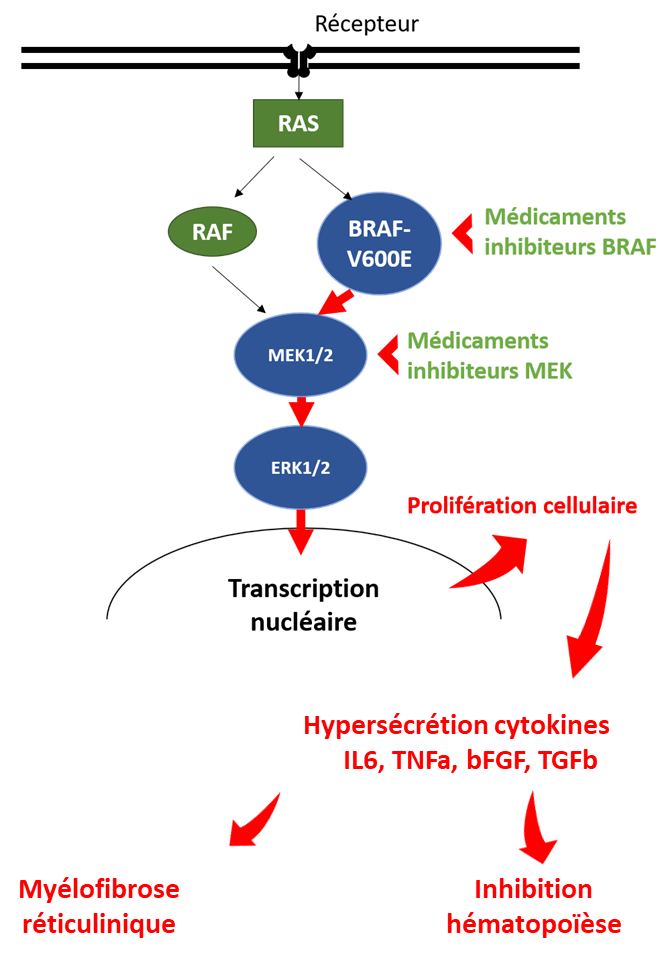 Récepteur
RAS
RAF
BRAF-
V600E
Médicaments
inhibiteurs BRAF
MEK1/2
Médicaments
inhibiteurs MEK
ERK1/2
Prolifération cellulaire
Transcription
nucléaire
Hypersécrétion cytokines
IL6, TNFa, bFGF, TGFb
Myélofibrose
réticulinique
Inhibition
hématopoïèse